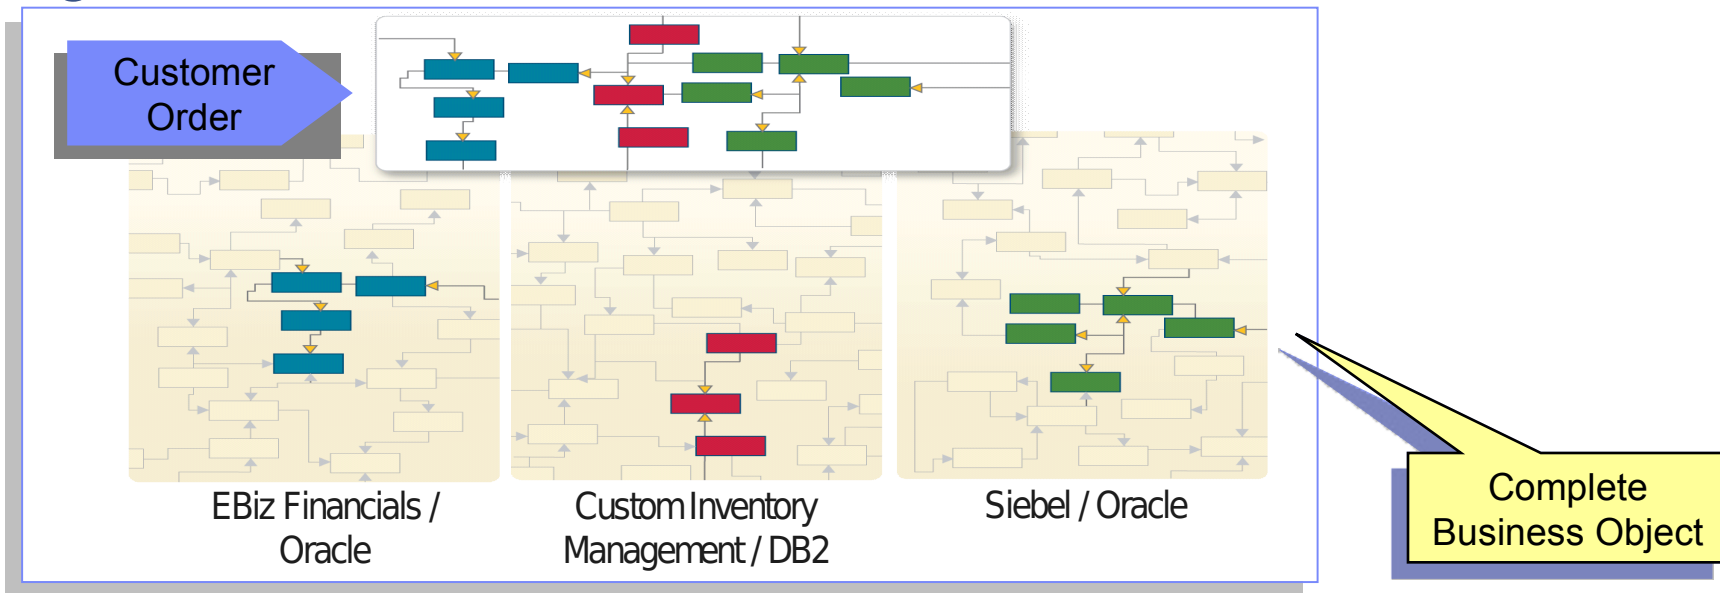 Customer
Order
EBiz Financials /
Oracle
Custom Inventory
Management / DB2
Siebel / Oracle
Complete
Business Object